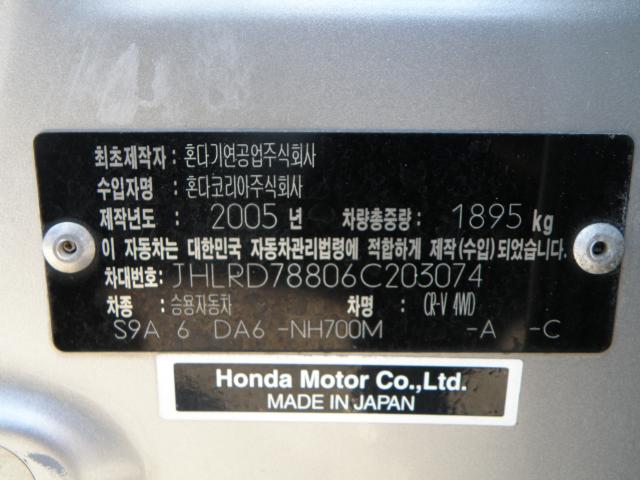 최초제작자 : 혼다기연공업주식회사
수입자명 : 혼다코리아주식회사
제작년도 : 2005 년 차량총중량 : 1895 kg
이 자동차는 대한민국 자동차관리법령에 적합하게 제작(수입)되었습니다.
차대번호 : JHLRD78806C203074
차종 : 승용자동차 차명 : CR-V 4WD
S9A 6 DA6 -NH700M -A -C
Honda Motor Co.,Ltd.
MADE IN JAPAN